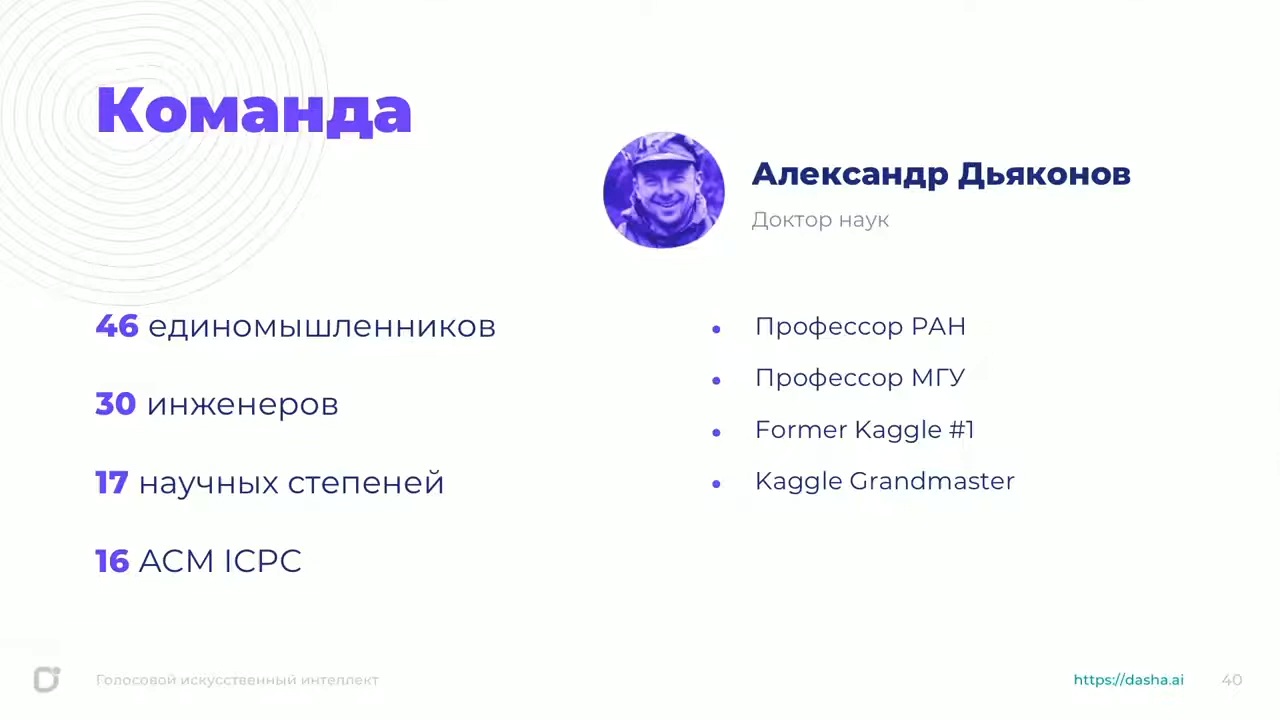 Команда
Александр Дьяконов
Доктор наук
46 единомышленников
30 инженеров
17 научных степеней
16 ACM ICPC
• Профессор РАН
• Профессор МГУ
• Former Kaggle #1
• Kaggle Grandmaster
Голосовой искусственный интеллект
https://dasha.ai
40